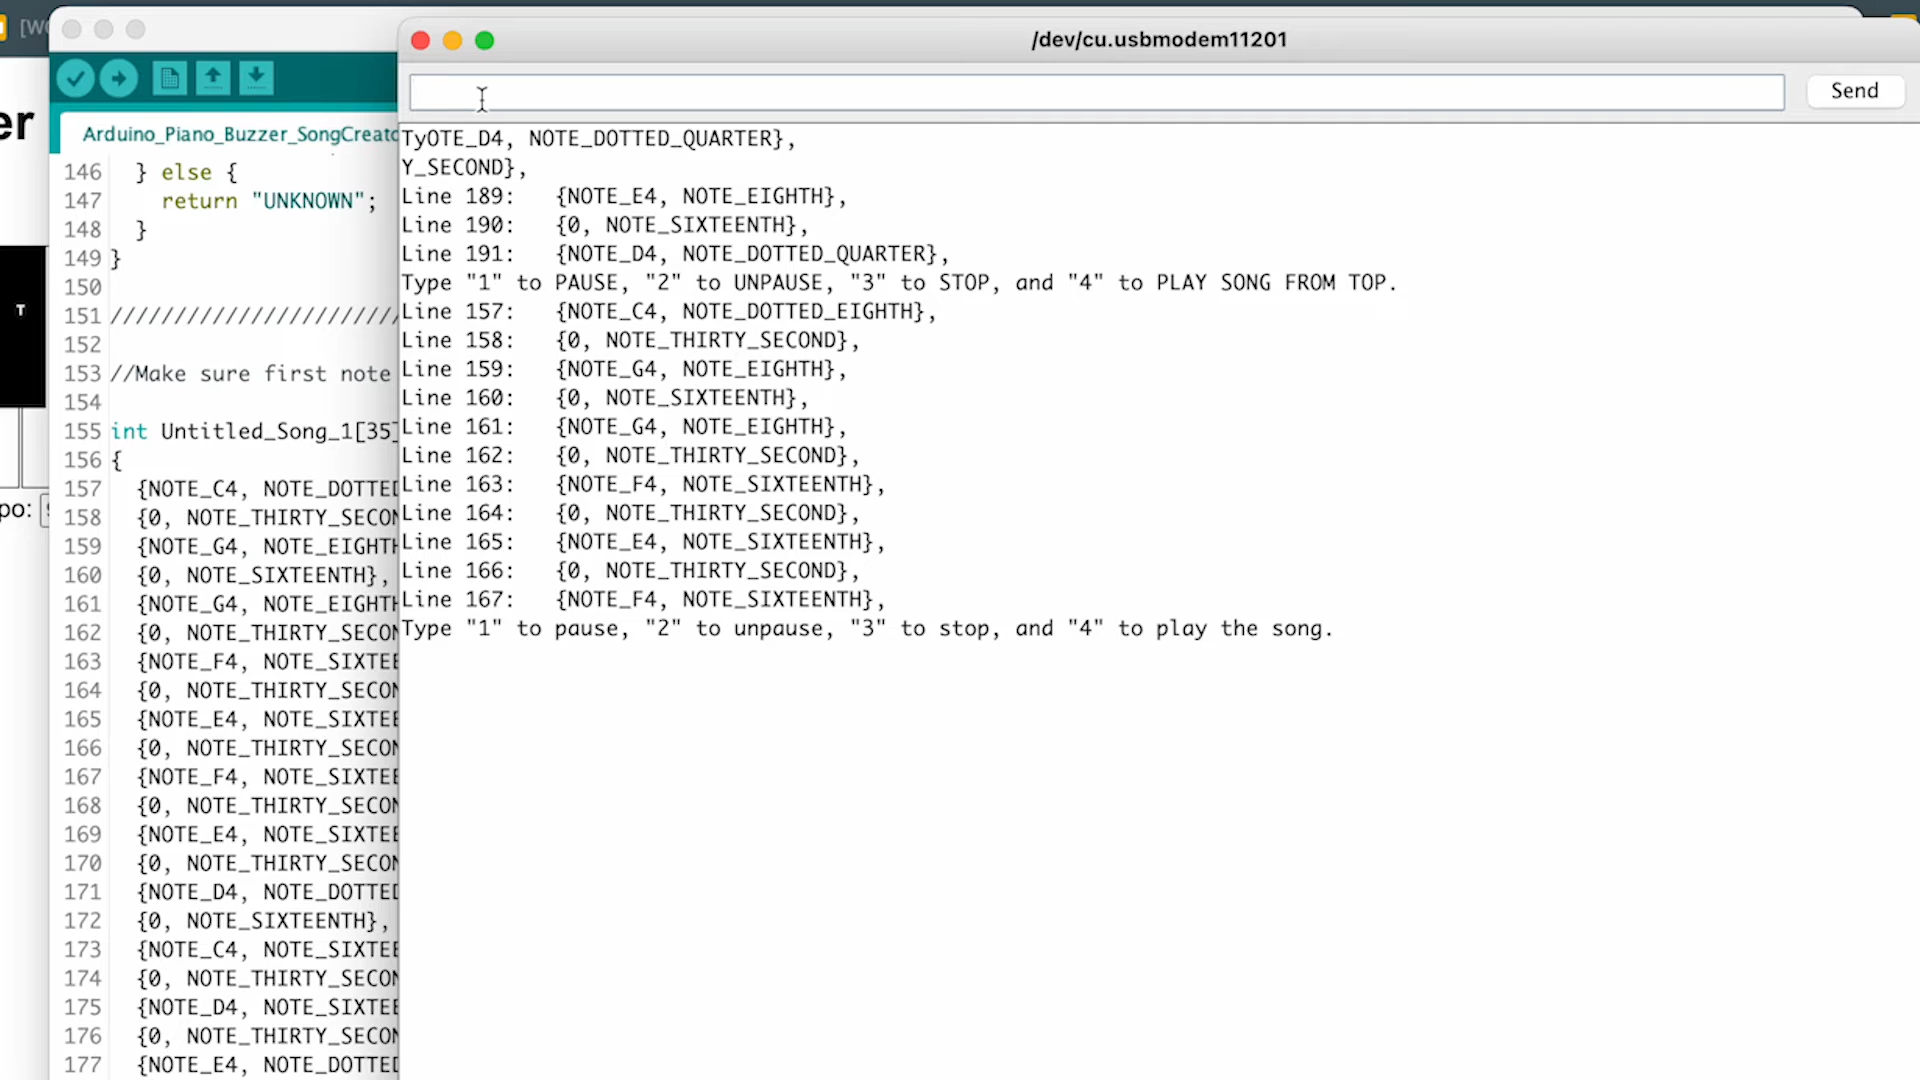 [W
er
T
po:
Arduino_Piano_Buzzer_SongCreato
146 } else {
147 return "UNKNOWN";
148 }
149 }
150
151 ///////////////////////
152
153 //Make sure first note
154
155 int Untitled_Song_1[35]
156 {
157 {NOTE_C4, NOTE_DOTTED
158 {0, NOTE_THIRTY_SECON
159 {NOTE_G4, NOTE_EIGHTH
160 {0, NOTE_SIXTEENTH},
161 {NOTE_G4, NOTE_EIGHTH
162 {0, NOTE_THIRTY_SECON
163 {NOTE_F4, NOTE_SIXTEE
164 {0, NOTE_THIRTY_SECON
165 {NOTE_E4, NOTE_SIXTEE
166 {0, NOTE_THIRTY_SECON
167 {NOTE_F4, NOTE_SIXTEE
168 {0, NOTE_THIRTY_SECON
169 {NOTE_E4, NOTE_SIXTEE
170 {0, NOTE_THIRTY_SECON
171 {NOTE_D4, NOTE_DOTTED
172 {0, NOTE_SIXTEENTH},
173 {NOTE_C4, NOTE_SIXTEE
174 {0, NOTE_THIRTY_SECON
175 {NOTE_D4, NOTE_SIXTEE
176 {0, NOTE_THIRTY_SECON
177 {NOTE_E4, NOTE_DOTTED
/dev/cu.usbmodem11201
Send
TyOTE_D4, NOTE_DOTTED_QUARTER},
Y_SECOND},
Line 189: {NOTE_E4, NOTE_EIGHTH},
Line 190: {0, NOTE_SIXTEENTH},
Line 191: {NOTE_D4, NOTE_DOTTED_QUARTER},
Type "1" to PAUSE, "2" to UNPAUSE, "3" to STOP, and "4" to PLAY SONG FROM TOP.
Line 157: {NOTE_C4, NOTE_DOTTED_EIGHTH},
Line 158: {0, NOTE_THIRTY_SECOND},
Line 159: {NOTE_G4, NOTE_EIGHTH},
Line 160: {0, NOTE_SIXTEENTH},
Line 161: {NOTE_G4, NOTE_EIGHTH},
Line 162: {0, NOTE_THIRTY_SECOND},
Line 163: {NOTE_F4, NOTE_SIXTEENTH},
Line 164: {0, NOTE_THIRTY_SECOND},
Line 165: {NOTE_E4, NOTE_SIXTEENTH},
Line 166: {0, NOTE_THIRTY_SECOND},
Line 167: {NOTE_F4, NOTE_SIXTEENTH},
Type "1" to pause, "2" to unpause, "3" to stop, and "4" to play the song.